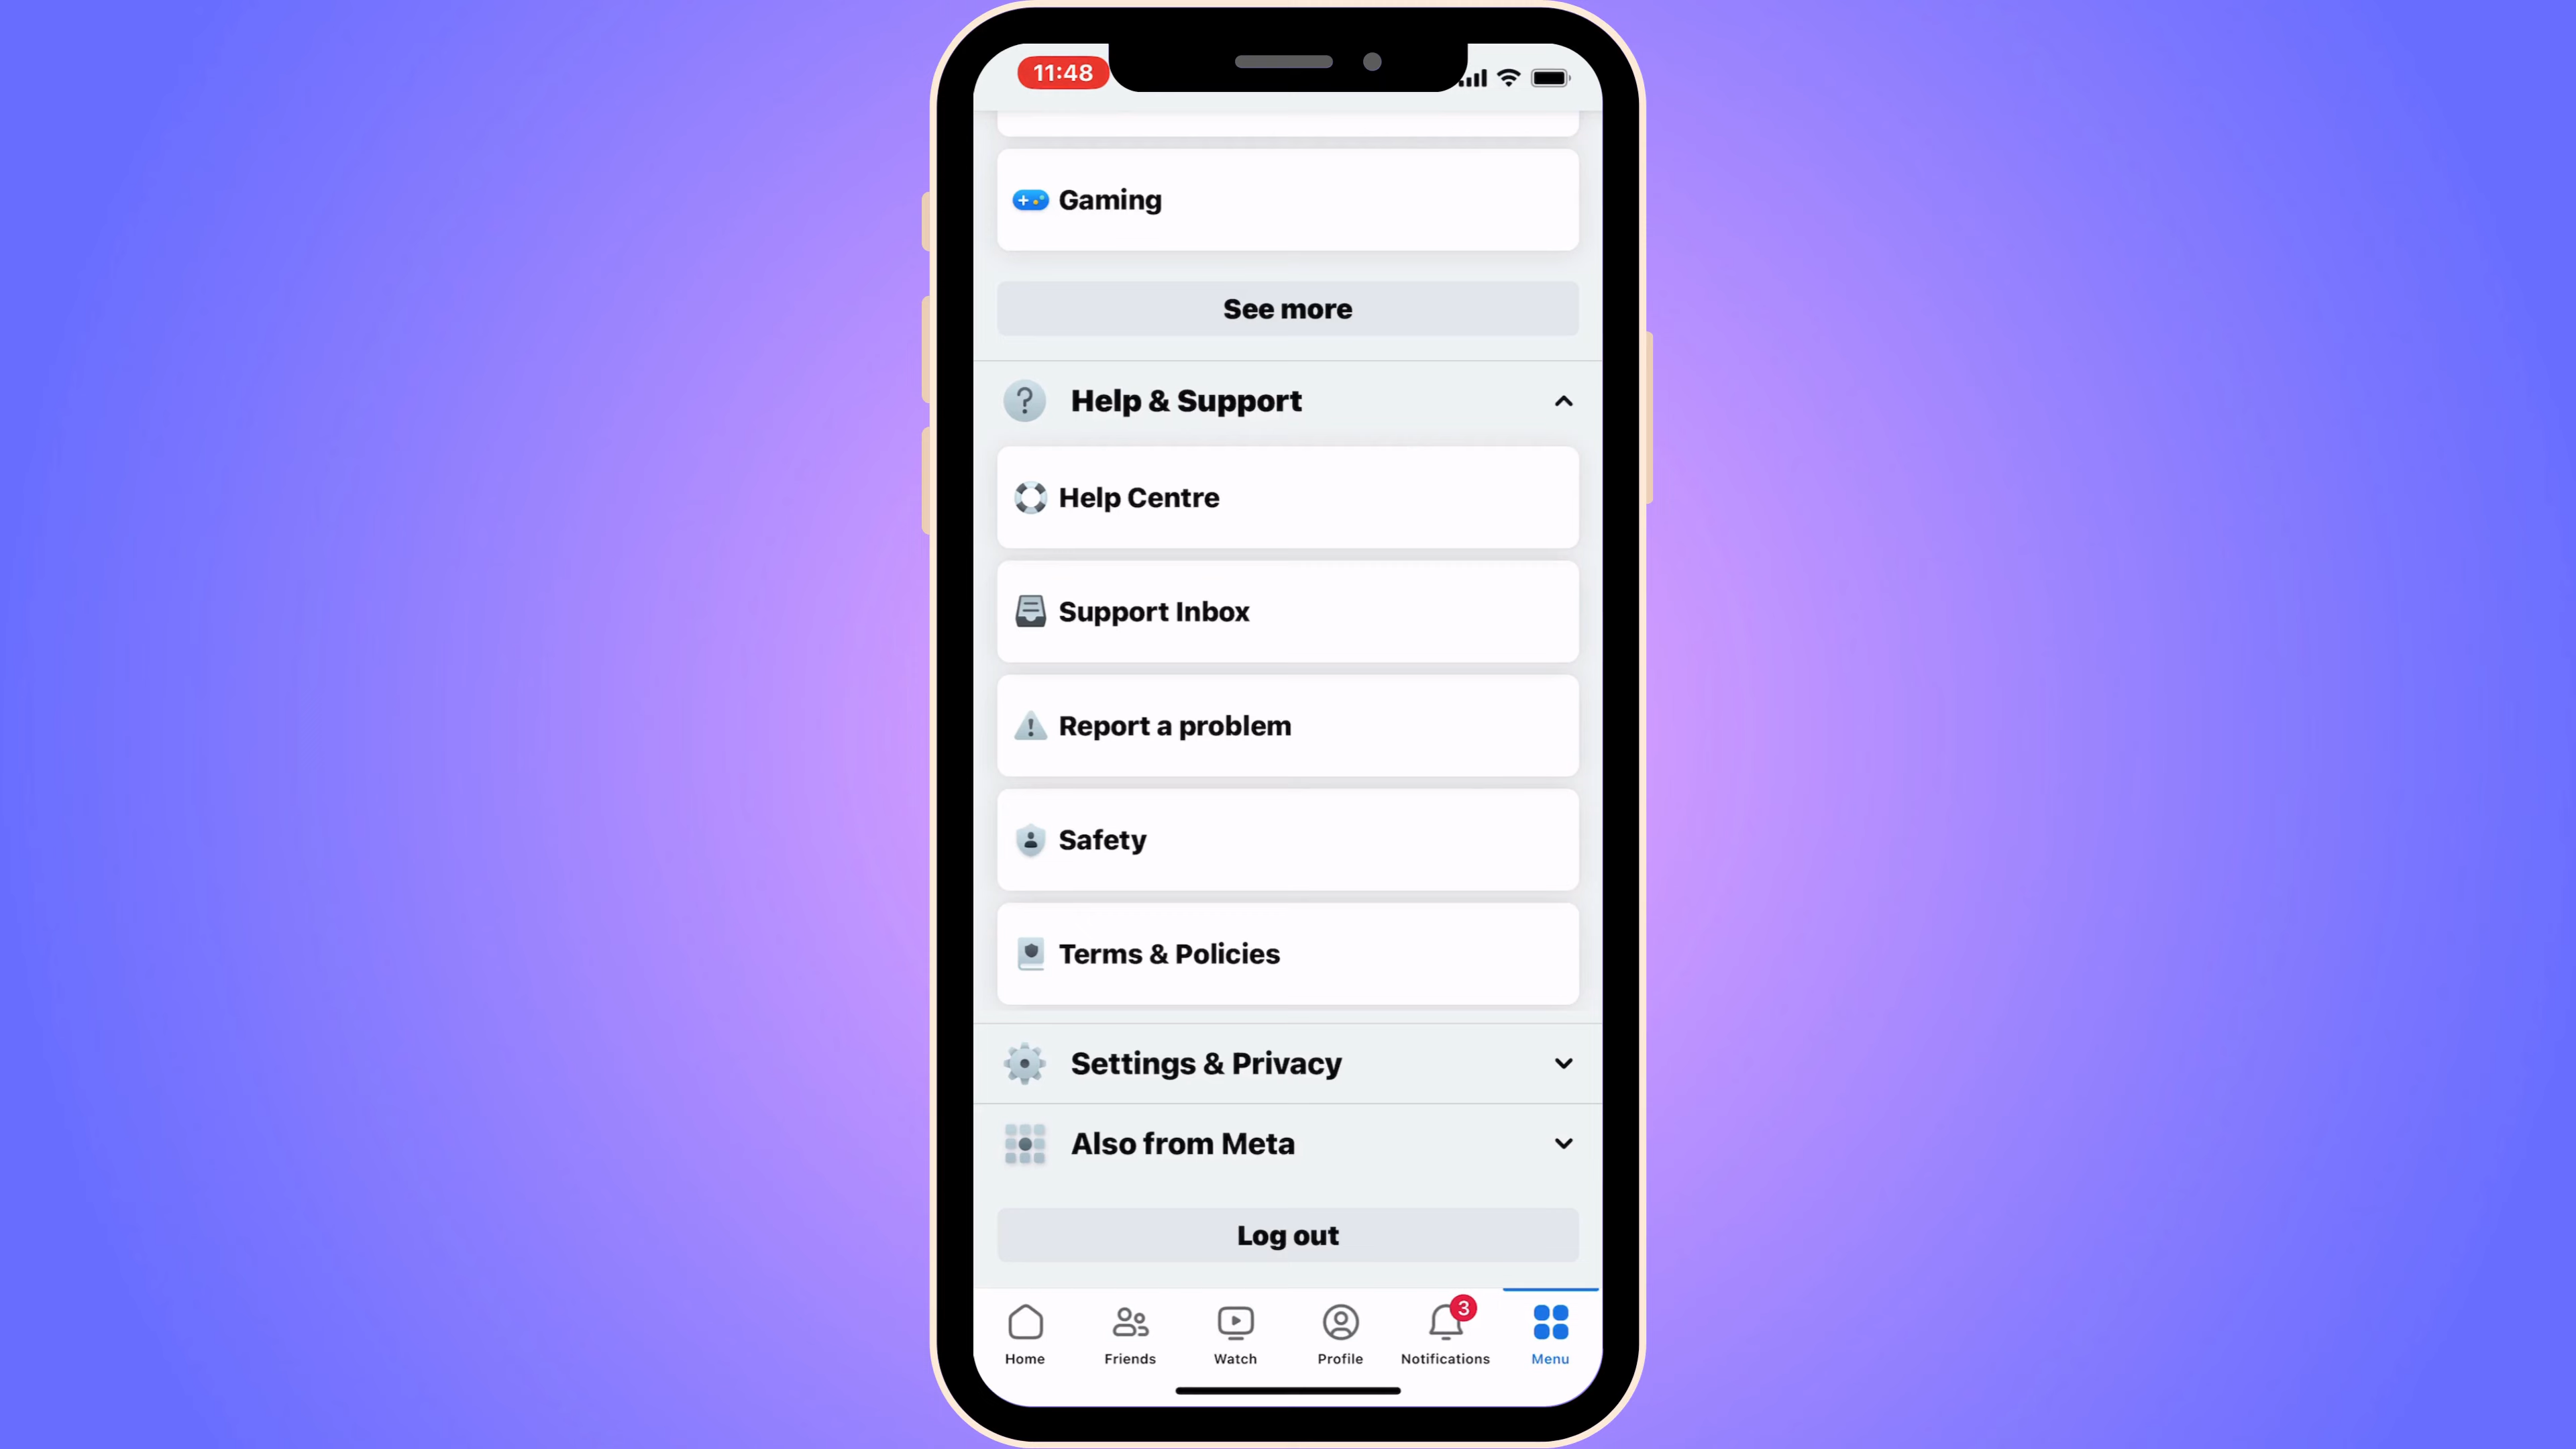 11:48
Gaming
See more
Help & Support
Help Centre
Support Inbox
Report a problem
Safety
Terms & Policies
Settings & Privacy
Also from Meta
Log out
3
Home Friends Watch Profile Notifications Menu